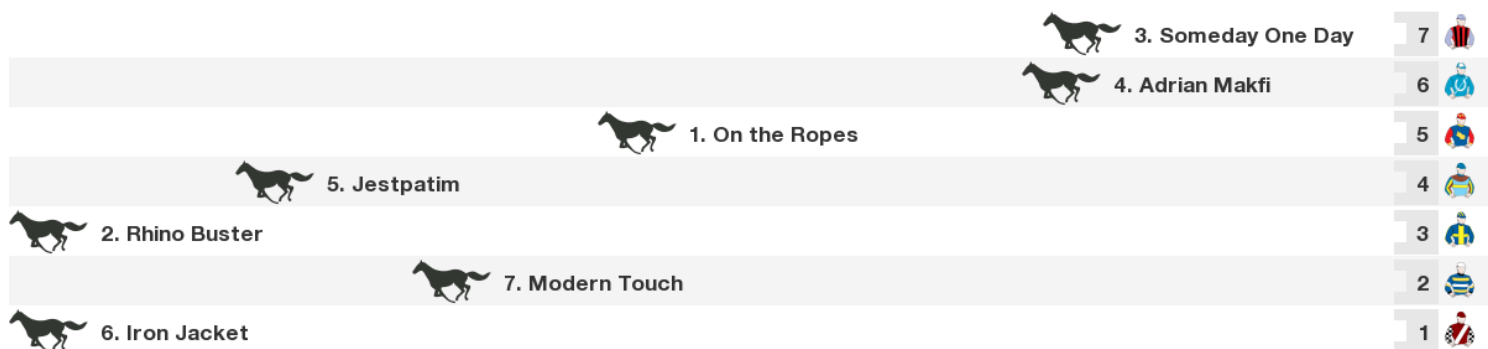 3. Someday One Day 7
4. Adrian Makfi 6
1. On the Ropes 5
5. Jestpatim 4
2. Rhino Buster 3
7. Modern Touch 2
6. Iron Jacket 1